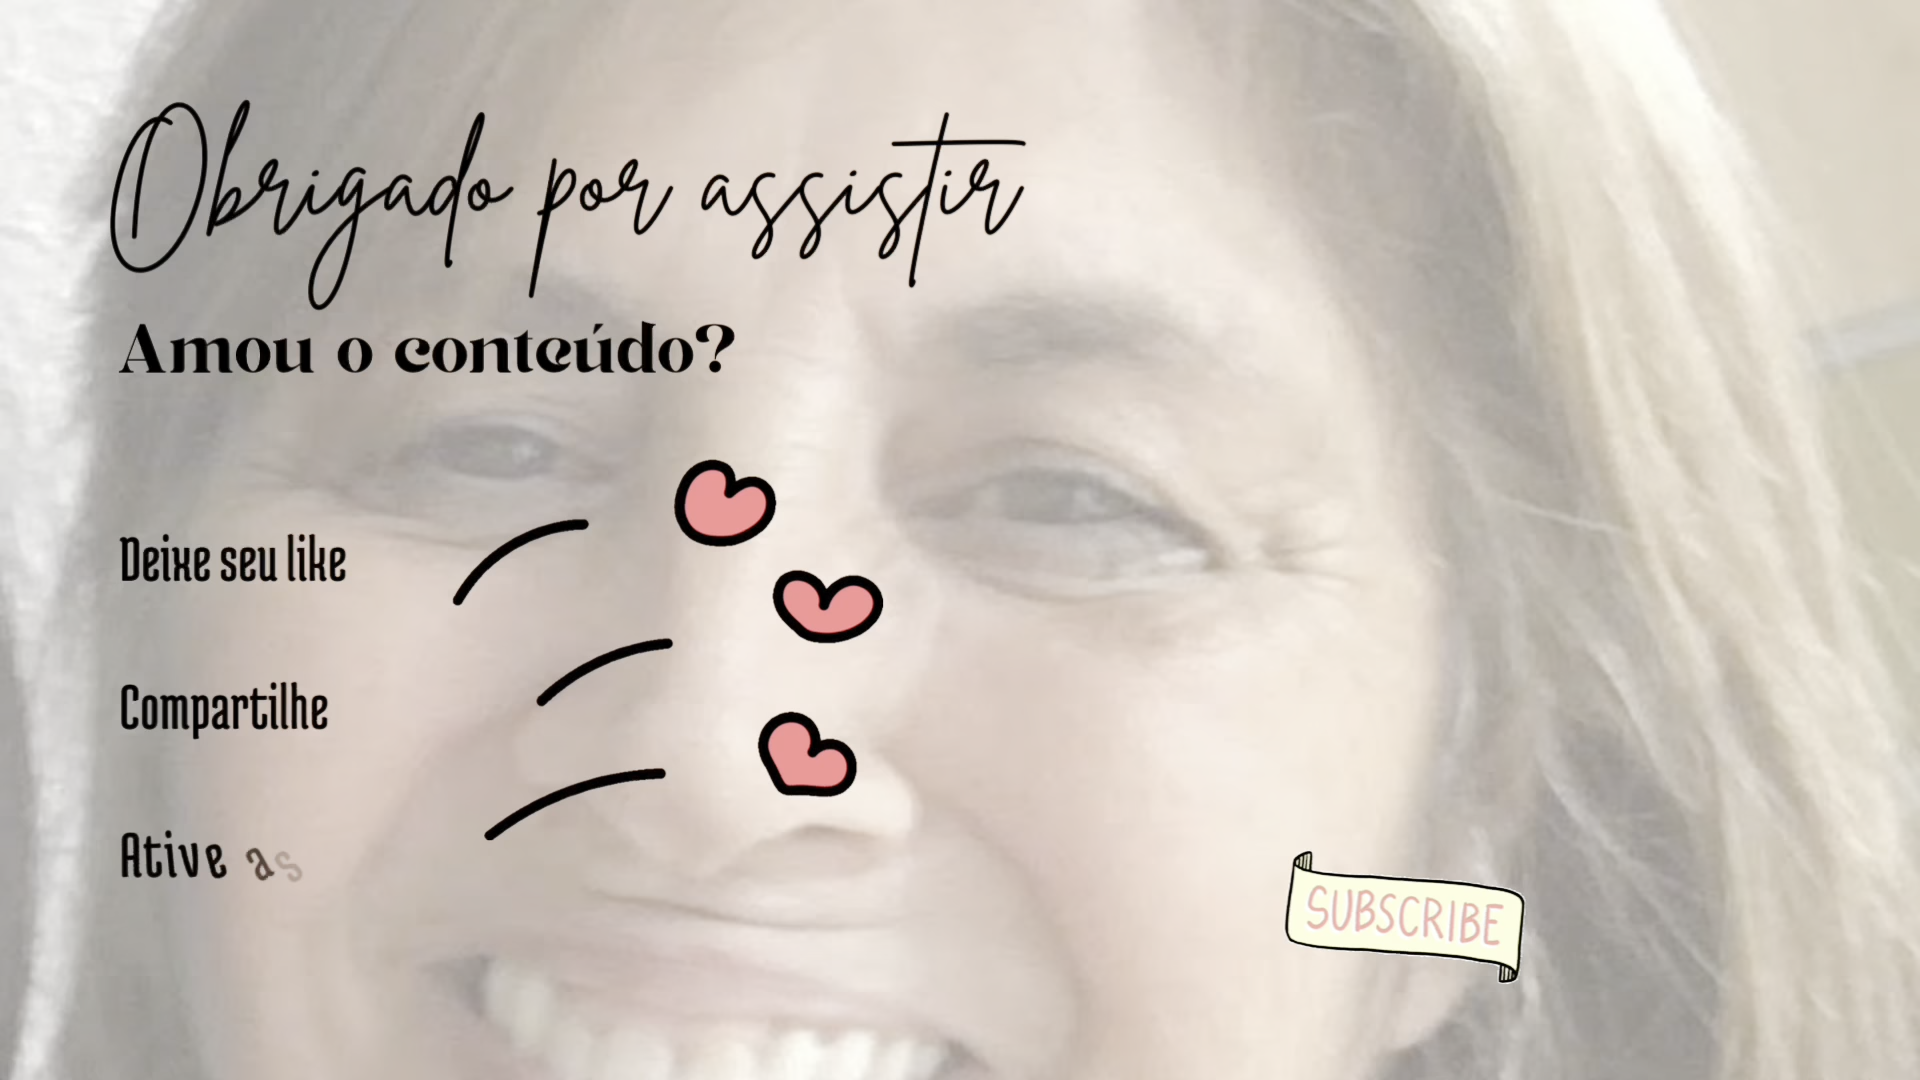 Obrigado por assistir
Amou o conteúdo?
Deixe seu like
Compartilhe
Ative as
SUBSCRIBE